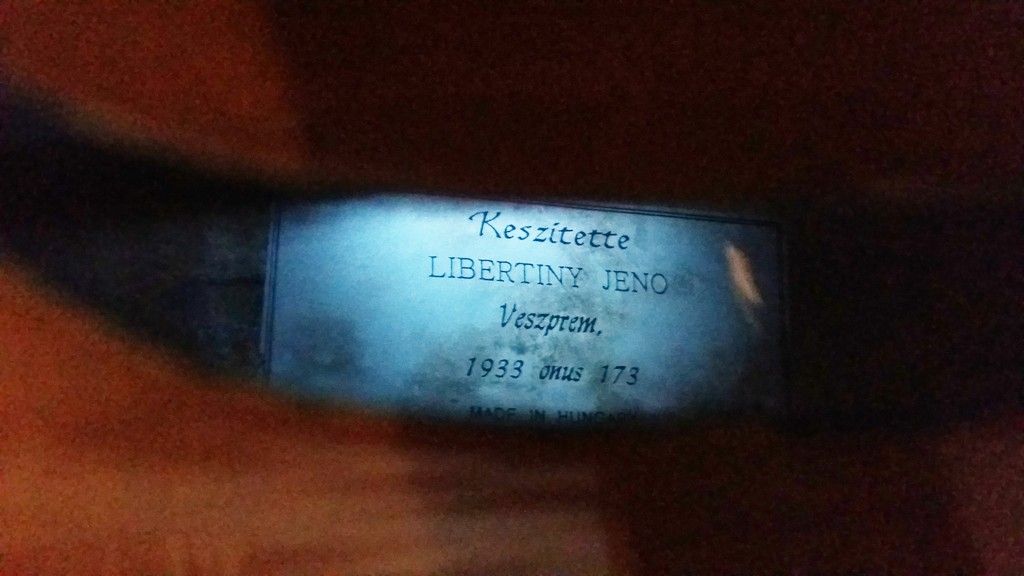 Keszitette
LIBERTINY JENO
Veszprem,
1933 onus 173
MADE IN HUNGARY